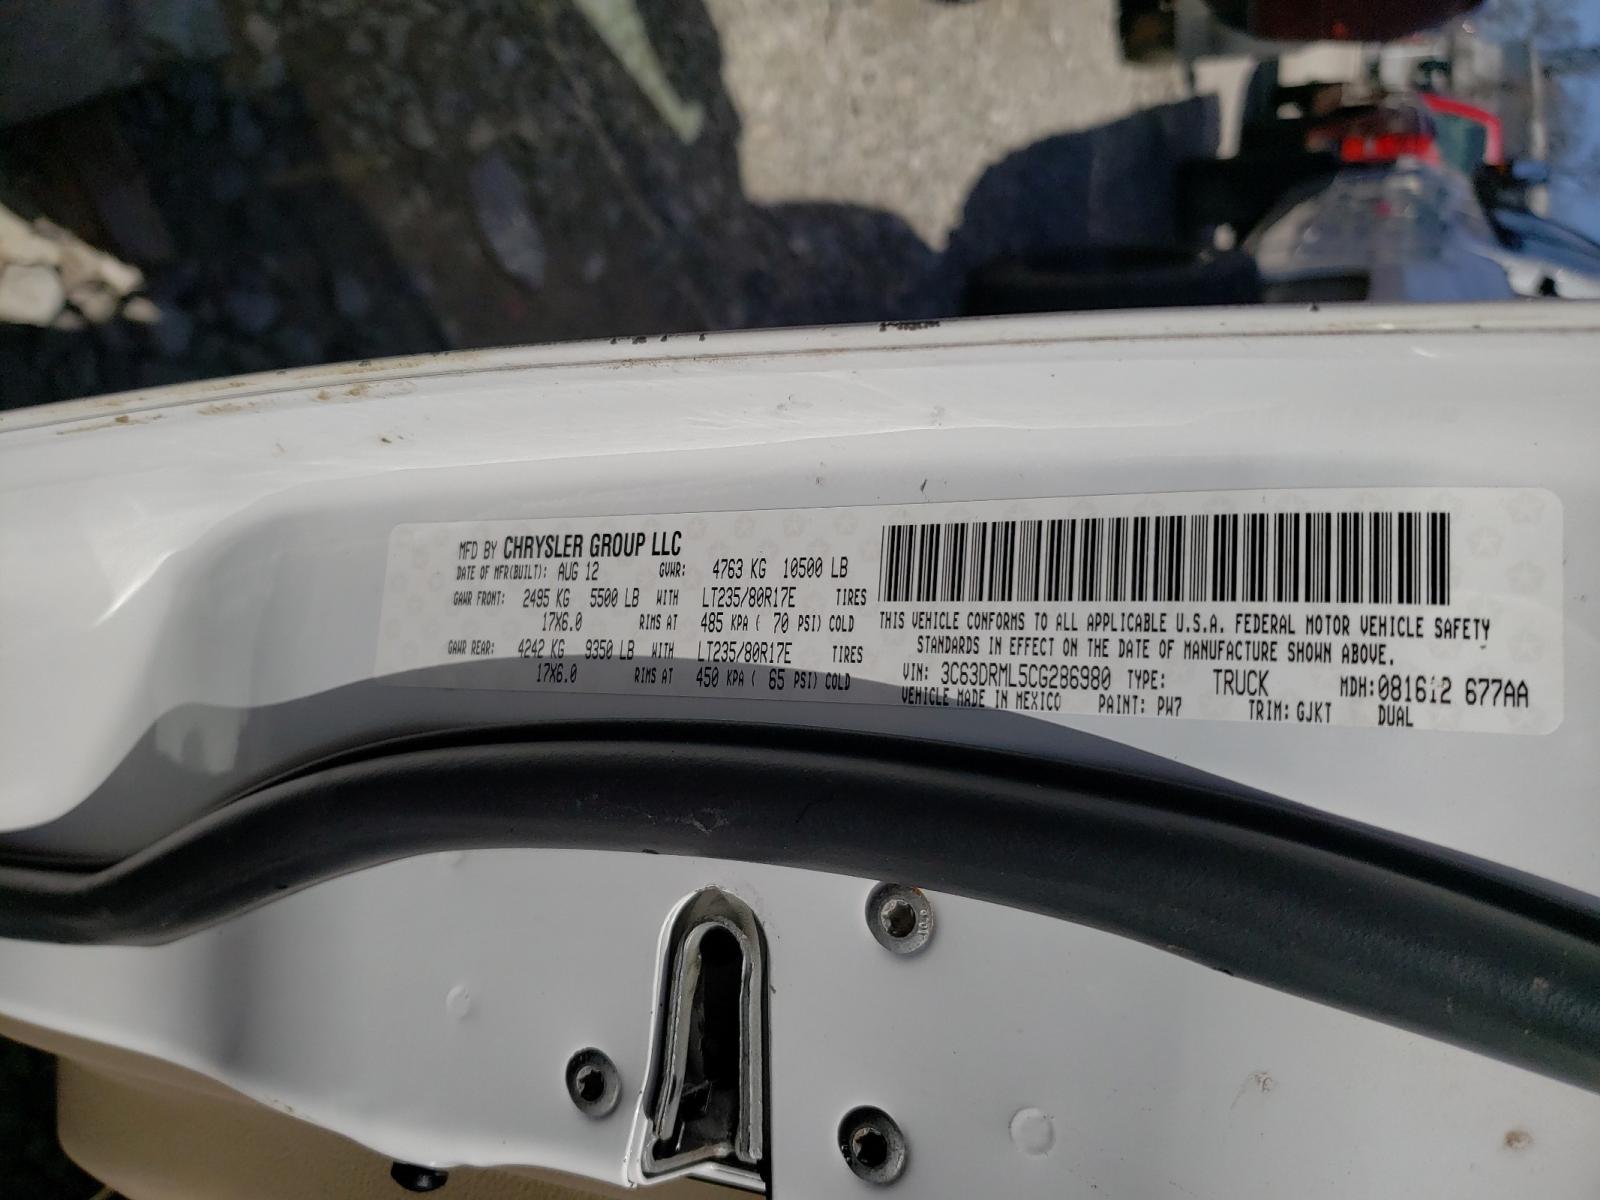 MFD BY CHRYSLER GROUP LLC
DATE OF MFR(BUILT): AUG 12 GVWR: 4763 KG 10500 LB
GAWR FRONT: 2495 KG 5500 LB WITH LT235/80R17E TIRES
17X6.0 RIMS AT 485 KPA ( 70 PSI) COLD
GAWR REAR: 4242 KG 9350 LB WITH LT235/80R17E TIRES
17X6.0 RIMS AT 450 KPA ( 65 PSI) COLD
THIS VEHICLE CONFORMS TO ALL APPLICABLE U.S.A. FEDERAL MOTOR VEHICLE SAFETY
STANDARDS IN EFFECT ON THE DATE OF MANUFACTURE SHOWN ABOVE.
VIN: 3C63DRML5CG286980 TYPE: TRUCK MDH: 081612 677AA
VEHICLE MADE IN MEXICO PAINT: PW7 TRIM: GJKT DUAL